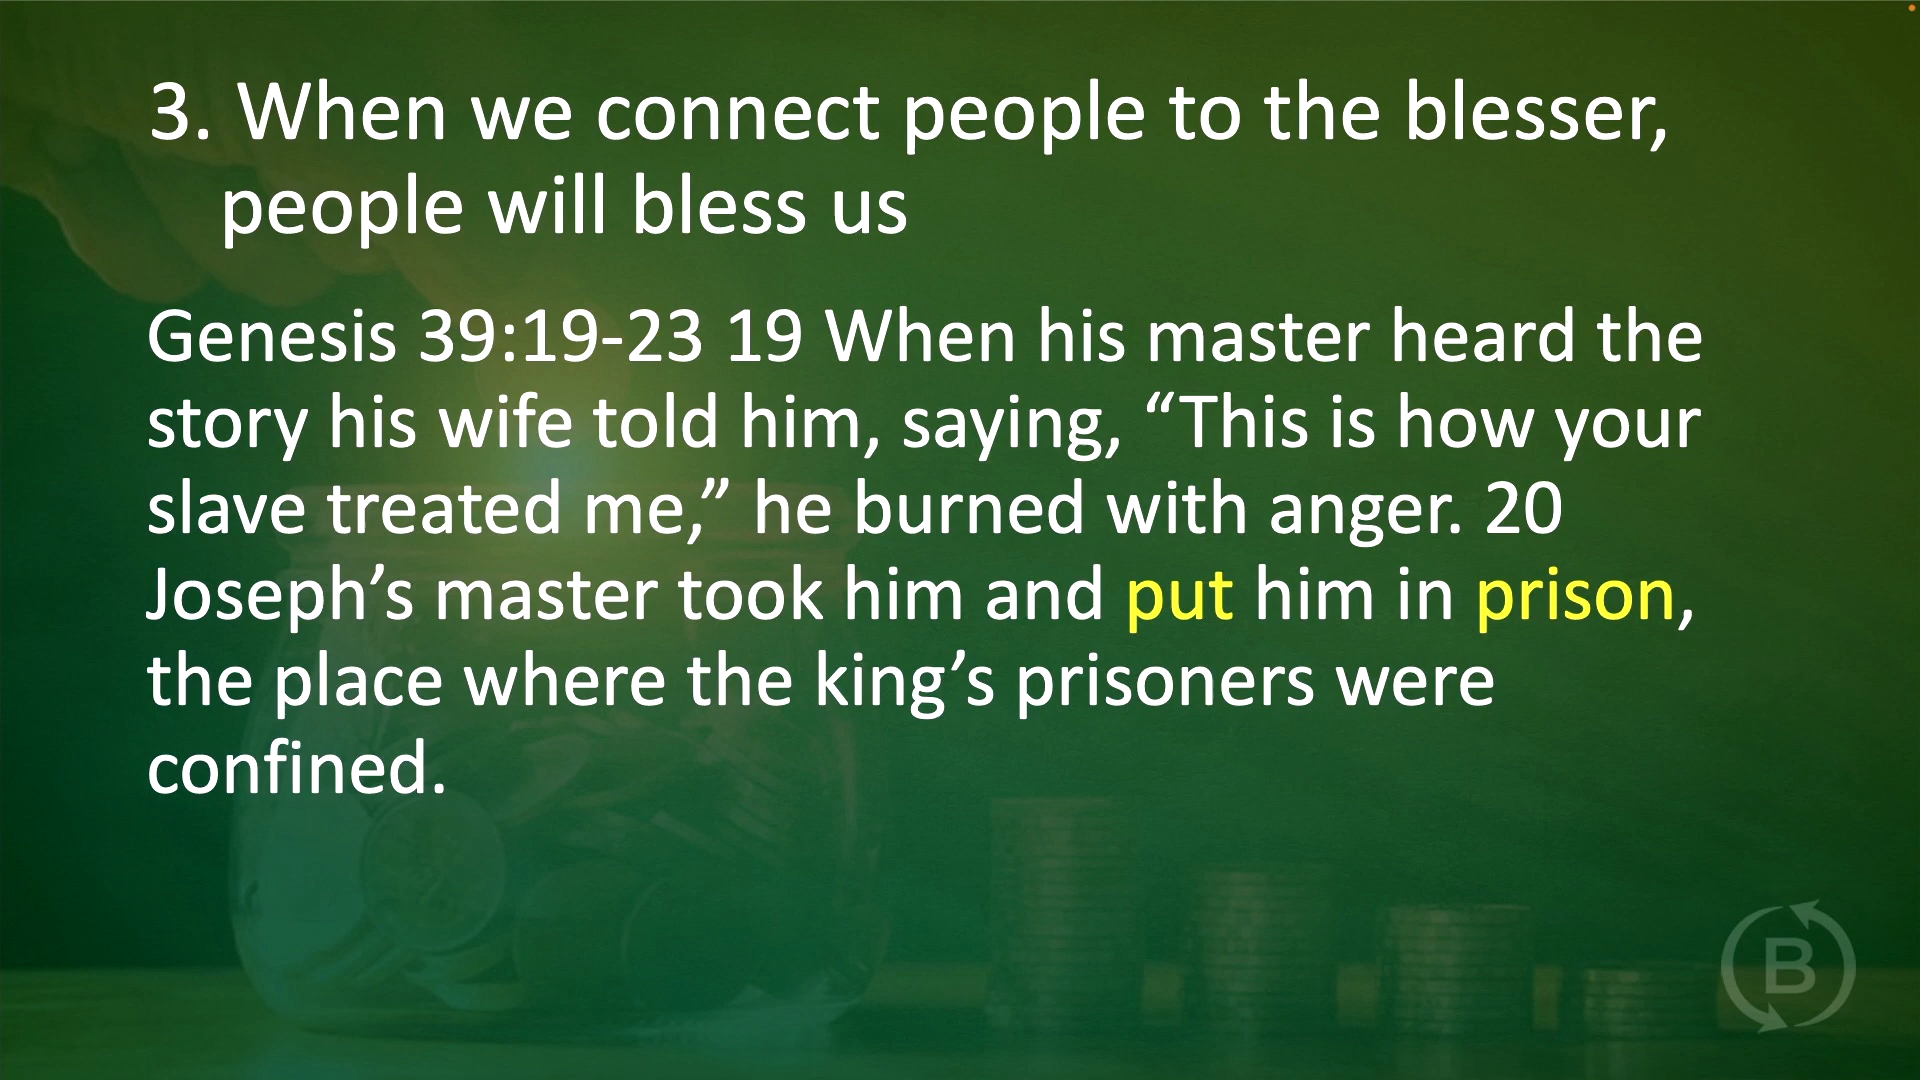 3. When we connect people to the blesser,
people will bless us
Genesis 39:19-23 19 When his master heard the
story his wife told him, saying, “This is how your
slave treated me,” he burned with anger. 20
Joseph’s master took him and put him in prison,
the place where the king’s prisoners were
confined.
B